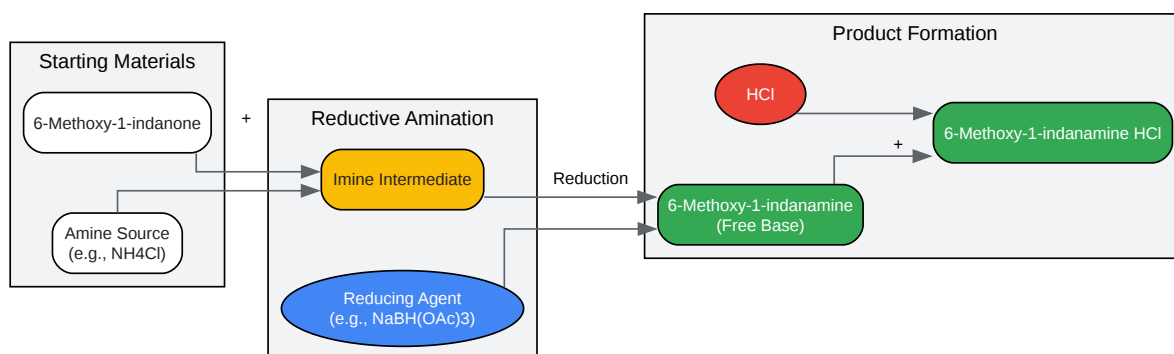 Starting Materials
6-Methoxy-1-indanone
Amine Source
(e.g., NH4Cl)
+
Reductive Amination
Imine Intermediate
Reducing Agent
(e.g., NaBH(OAc)3)
Reduction
Product Formation
HCl
6-Methoxy-1-indanamine
(Free Base)
+
6-Methoxy-1-indanamine HCl